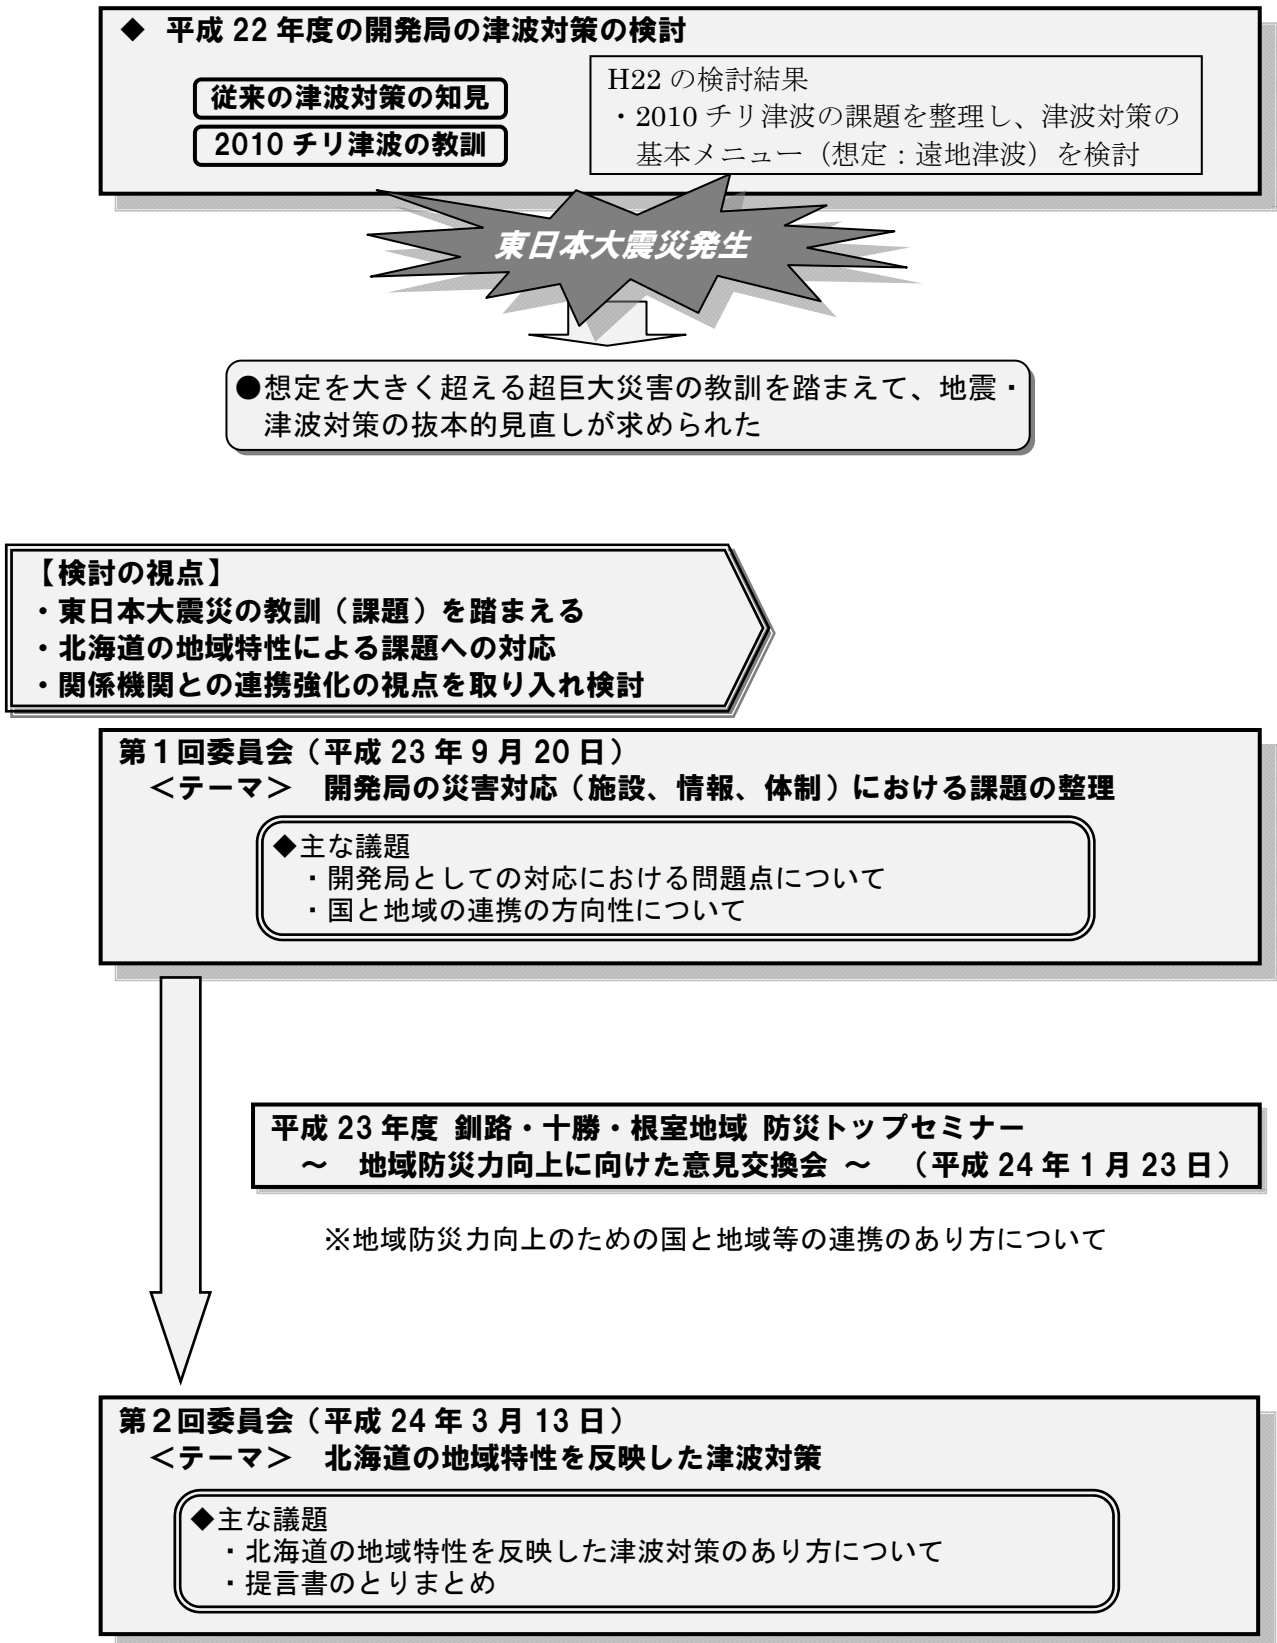 ◆ 平成 22 年度の開発局の津波対策の検討
従来の津波対策の知見
2010 チリ津波の教訓
H22 の検討結果
・2010 チリ津波の課題を整理し、津波対策の
基本メニュー（想定：遠地津波）を検討
東日本大震災発生
●想定を大きく超える超巨大災害の教訓を踏まえて、地震・
津波対策の抜本的見直しが求められた
【検討の視点】
・東日本大震災の教訓（課題）を踏まえる
・北海道の地域特性による課題への対応
・関係機関との連携強化の視点を取り入れ検討
第１回委員会（平成 23 年 9 月 20 日）
＜テーマ＞　開発局の災害対応（施設、情報、体制）における課題の整理
◆主な議題
・開発局としての対応における問題点について
・国と地域の連携の方向性について
平成 23 年度 釧路・十勝・根室地域 防災トップセミナー
～　地域防災力向上に向けた意見交換会 ～　（平成 24 年 1 月 23 日）
※地域防災力向上のための国と地域等の連携のあり方について
第２回委員会（平成 24 年 3 月 13 日）
＜テーマ＞　北海道の地域特性を反映した津波対策
◆主な議題
・北海道の地域特性を反映した津波対策のあり方について
・提言書のとりまとめ